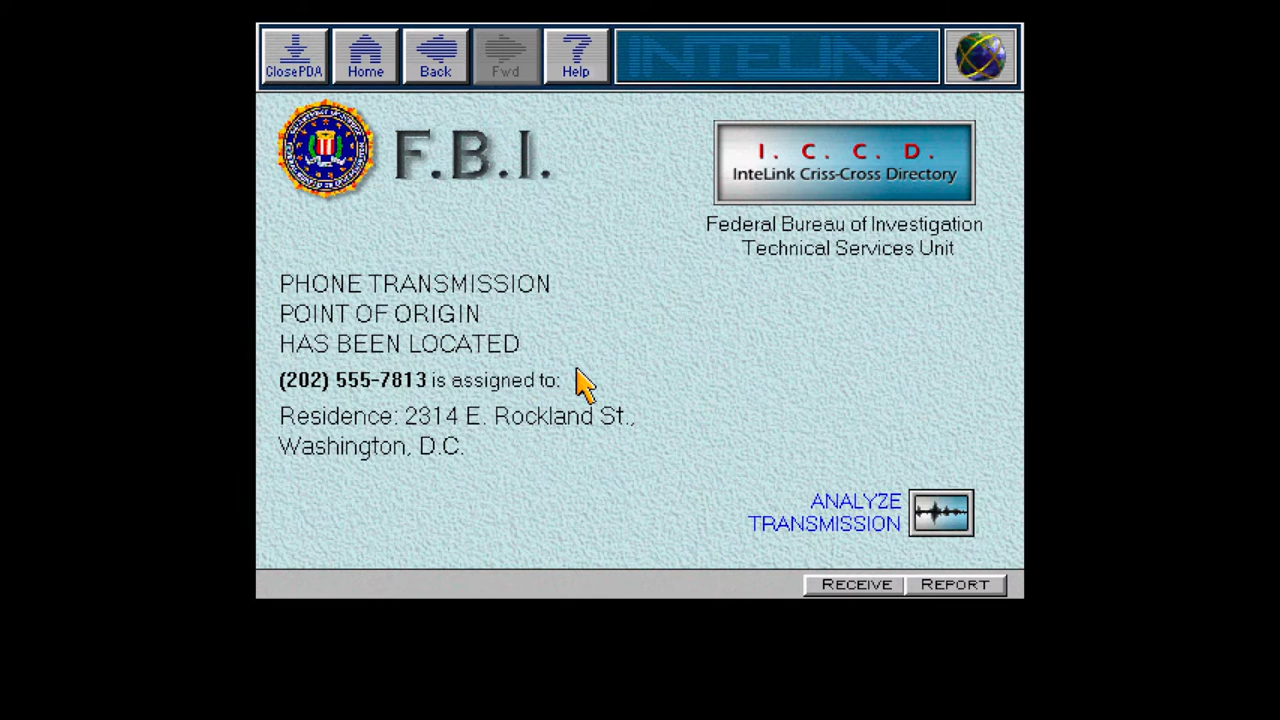 ClosePDA Home Back Fwd Help INTELINK
F.B.I.
I. C. C. D.
InteLink Criss-Cross Directory
Federal Bureau of Investigation
Technical Services Unit
PHONE TRANSMISSION
POINT OF ORIGIN
HAS BEEN LOCATED
(202) 555-7813 is assigned to:
Residence: 2314 E. Rockland St.,
Washington, D.C.
ANALYZE
TRANSMISSION
RECEIVE REPORT